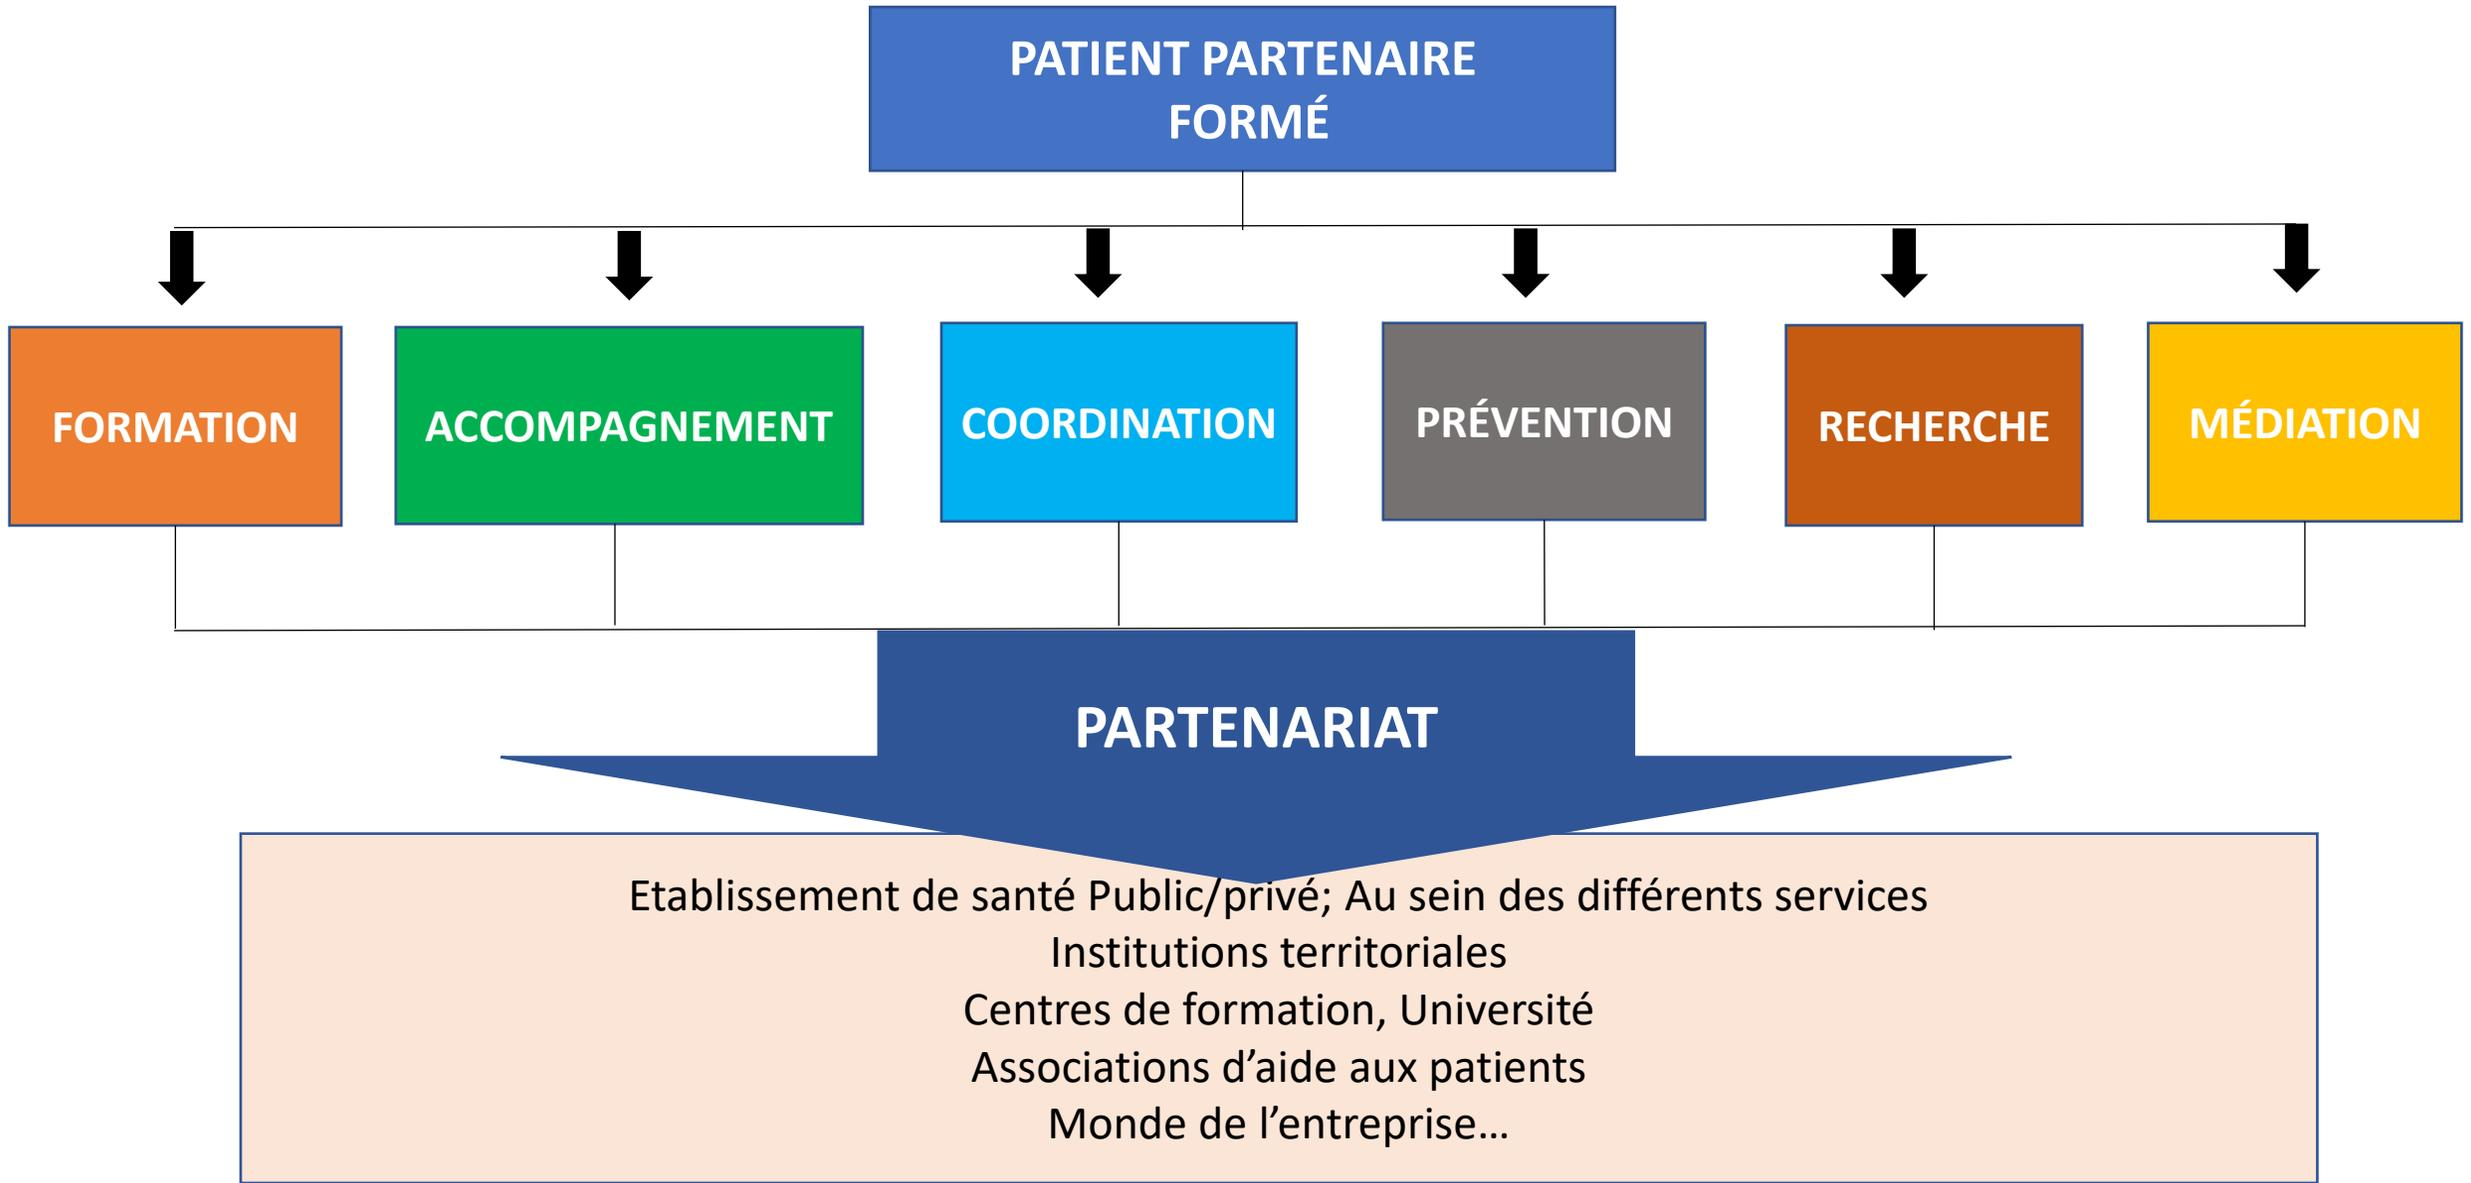 PATIENT PARTENAIRE
FORMÉ
FORMATION
ACCOMPAGNEMENT
COORDINATION
PRÉVENTION
RECHERCHE
MÉDIATION
PARTENARIAT
Etablissement de santé Public/privé; Au sein des différents services
Institutions territoriales
Centres de formation, Université
Associations d’aide aux patients
Monde de l’entreprise…